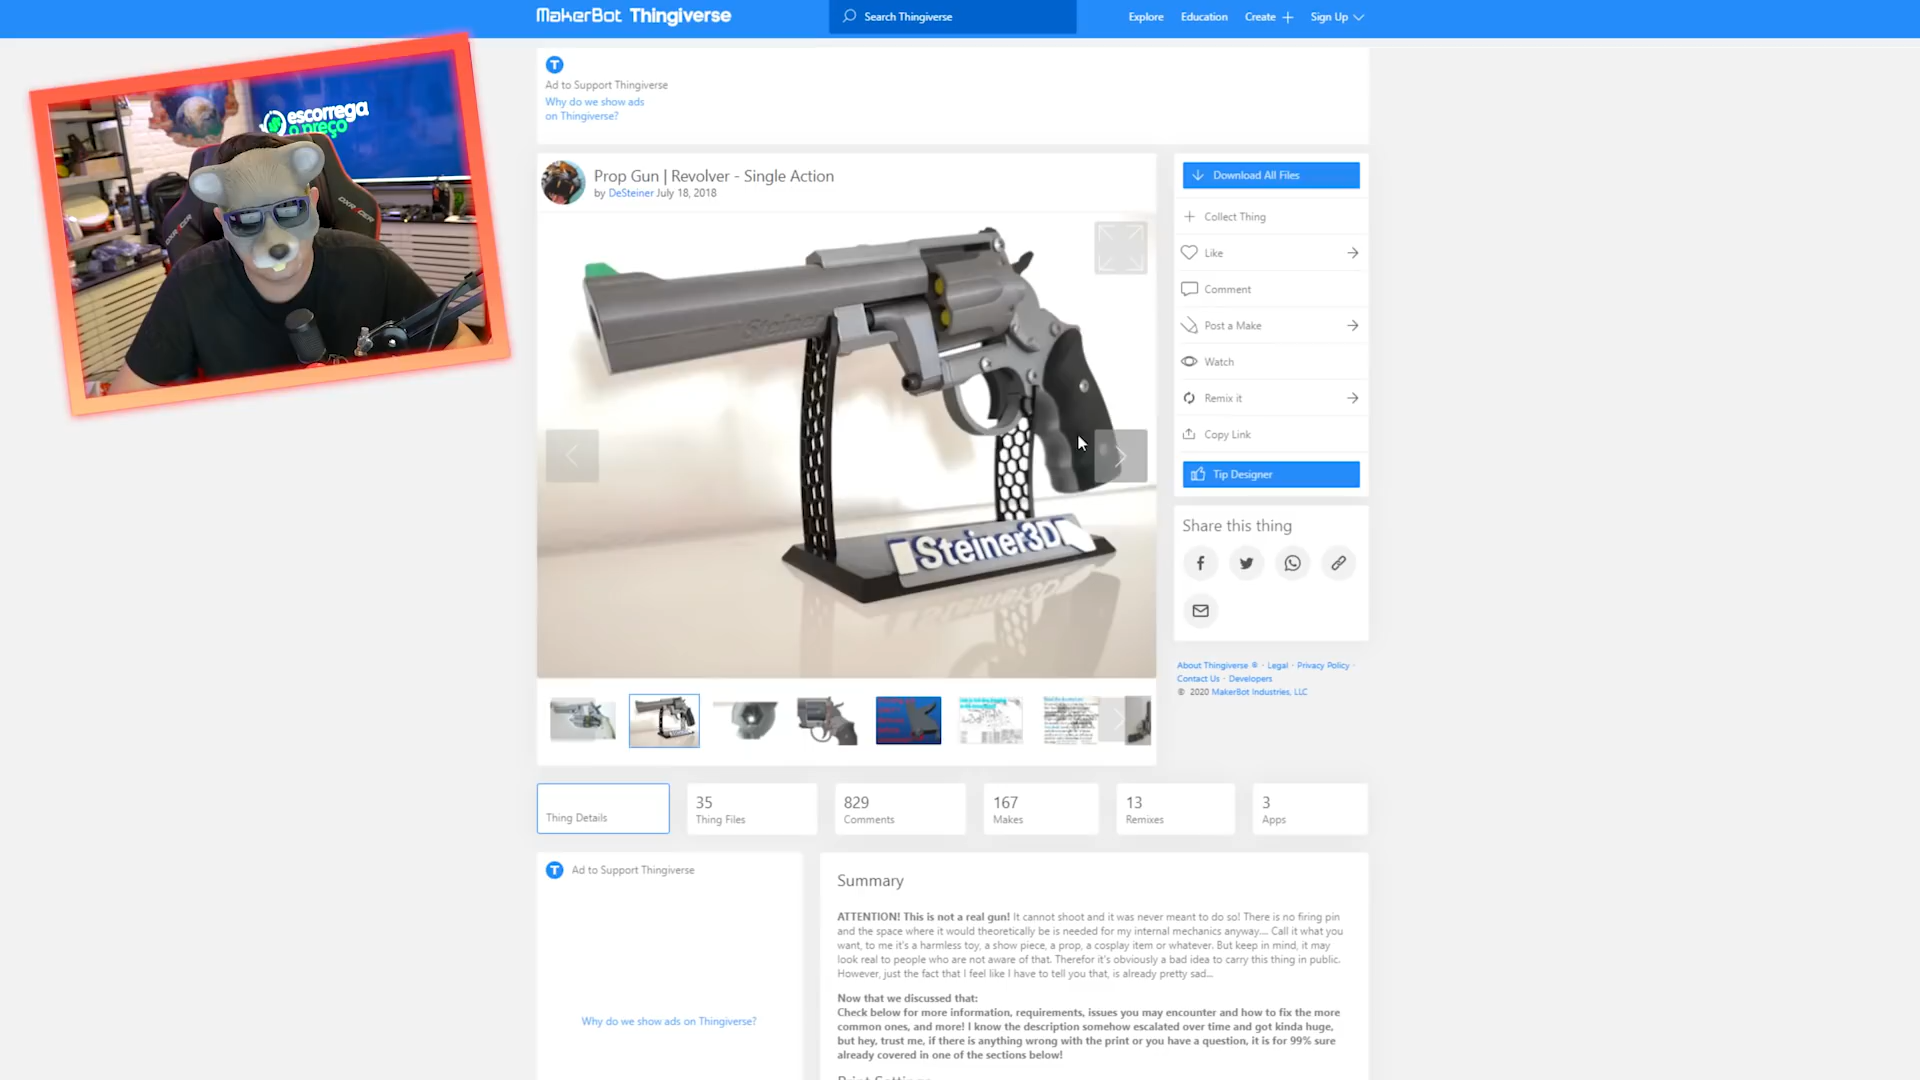 MakerBot Thingiverse
Search Thingiverse
Explore
Education
Create
Sign Up
escorrega
o preço
DXRACER
Ad to Support Thingiverse
Why do we show ads
on Thingiverse?
Prop Gun | Revolver - Single Action
by DeSteiner July 18, 2018
Steiner
Steiner3D
Download All Files
Collect Thing
Like
Comment
Post a Make
Watch
Remix it
Copy Link
Tip Designer
Share this thing
About Thingiverse ® · Legal · Privacy Policy ·
Contact Us · Developers
© 2020 MakerBot Industries, LLC
Thing Details
35
Thing Files
829
Comments
167
Makes
13
Remixes
3
Apps
Ad to Support Thingiverse
Why do we show ads on Thingiverse?
Summary
ATTENTION! This is not a real gun! It cannot shoot and it was never meant to do so! There is no firing pin
and the space where it would theoretically be is needed for my internal mechanics anyway.... Call it what you
want, to me it's a harmless toy, a show piece, a prop, a cosplay item or whatever. But keep in mind, it may
look real to people who are not aware of that. Therefor it's obviously a bad idea to carry this thing in public.
However, just the fact that I feel like I have to tell you that, is already pretty sad...
Now that we discussed that:
Check below for more information, requirements, issues you may encounter and how to fix the more
common ones, and more! I know the description somehow escalated over time and got kinda huge,
but hey, trust me, if there is anything wrong with the print or you have a question, it is for 99% sure
already covered in one of the sections below!
Print Settings